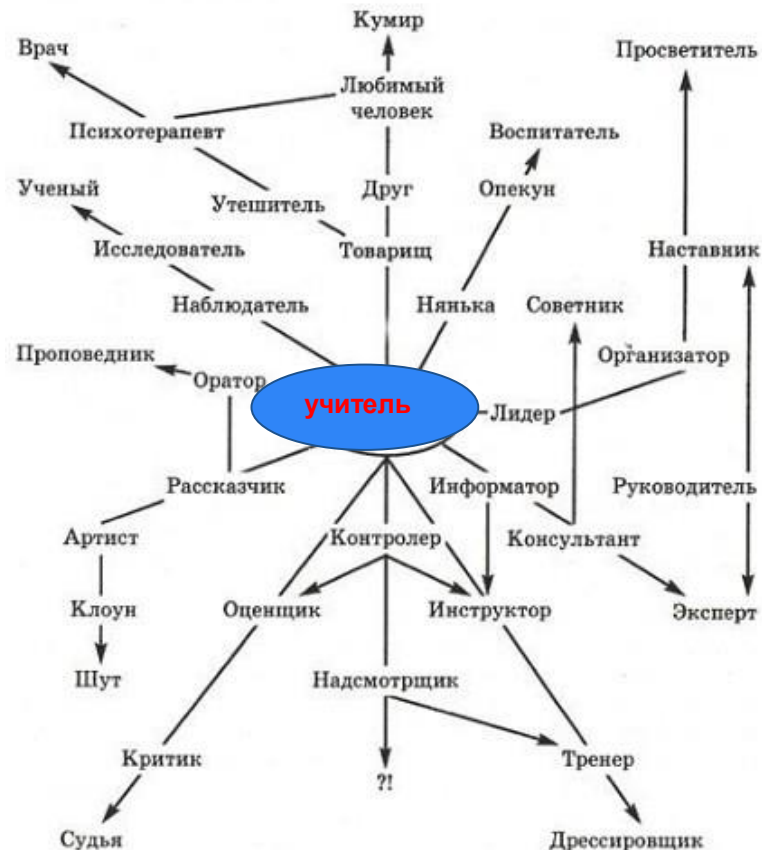 Кумир
Врач
Просветитель
Любимый
человек
Психотерапевт
Воспитатель
Ученый
Утешитель
Друг
Опекун
Исследователь
Товарищ
Наставник
Наблюдатель
Нянька
Советник
Проповедник
Организатор
Оратор
учитель
Лидер
Рассказчик
Информатор
Руководитель
Артист
Контролер
Консультант
Клоун
Оценщик
Инструктор
Эксперт
Шут
Надсмотрщик
Критик
Тренер
?!
Судья
Дрессировщик